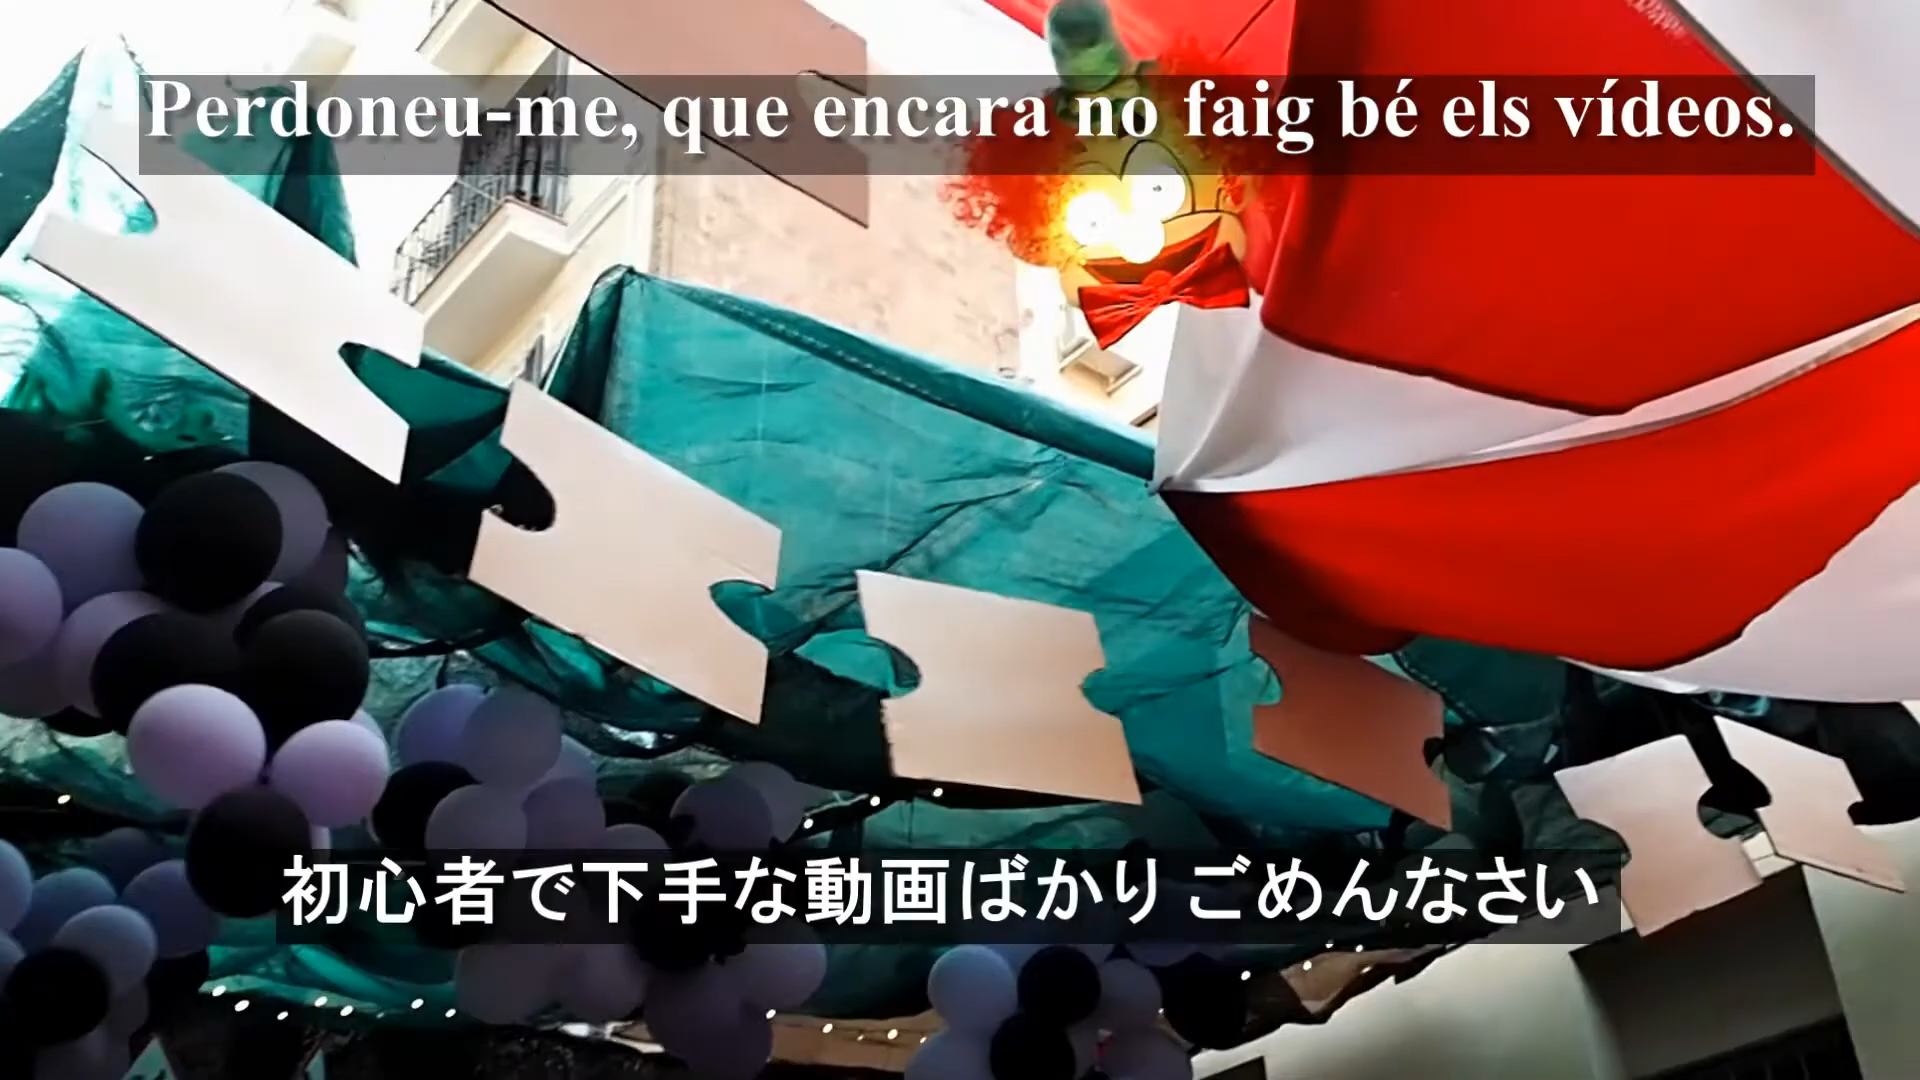 Perdoneu-me, que encara no faig bé els vídeos.
初心者で下手な動画ばかり ごめんなさい